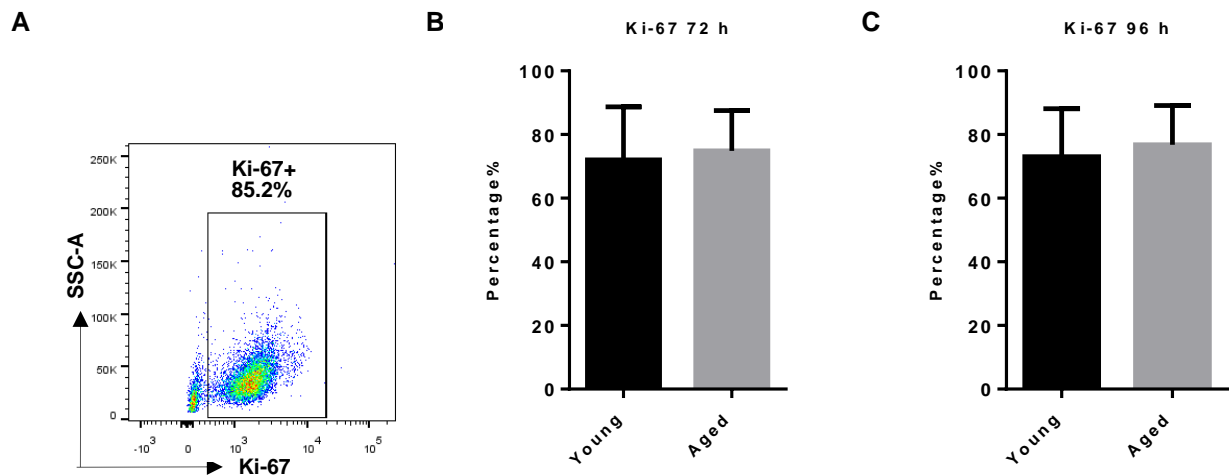 A
Ki-67+
85.2%
250K
200K
150K
100K
50K
0
SSC-A
-10³ 0 10³ 10⁴ 10⁵
Ki-67
B
Ki-67 72 h
100
80
60
40
20
0
Percentage%
Young Aged
C
Ki-67 96 h
100
80
60
40
20
0
Percentage%
Young Aged